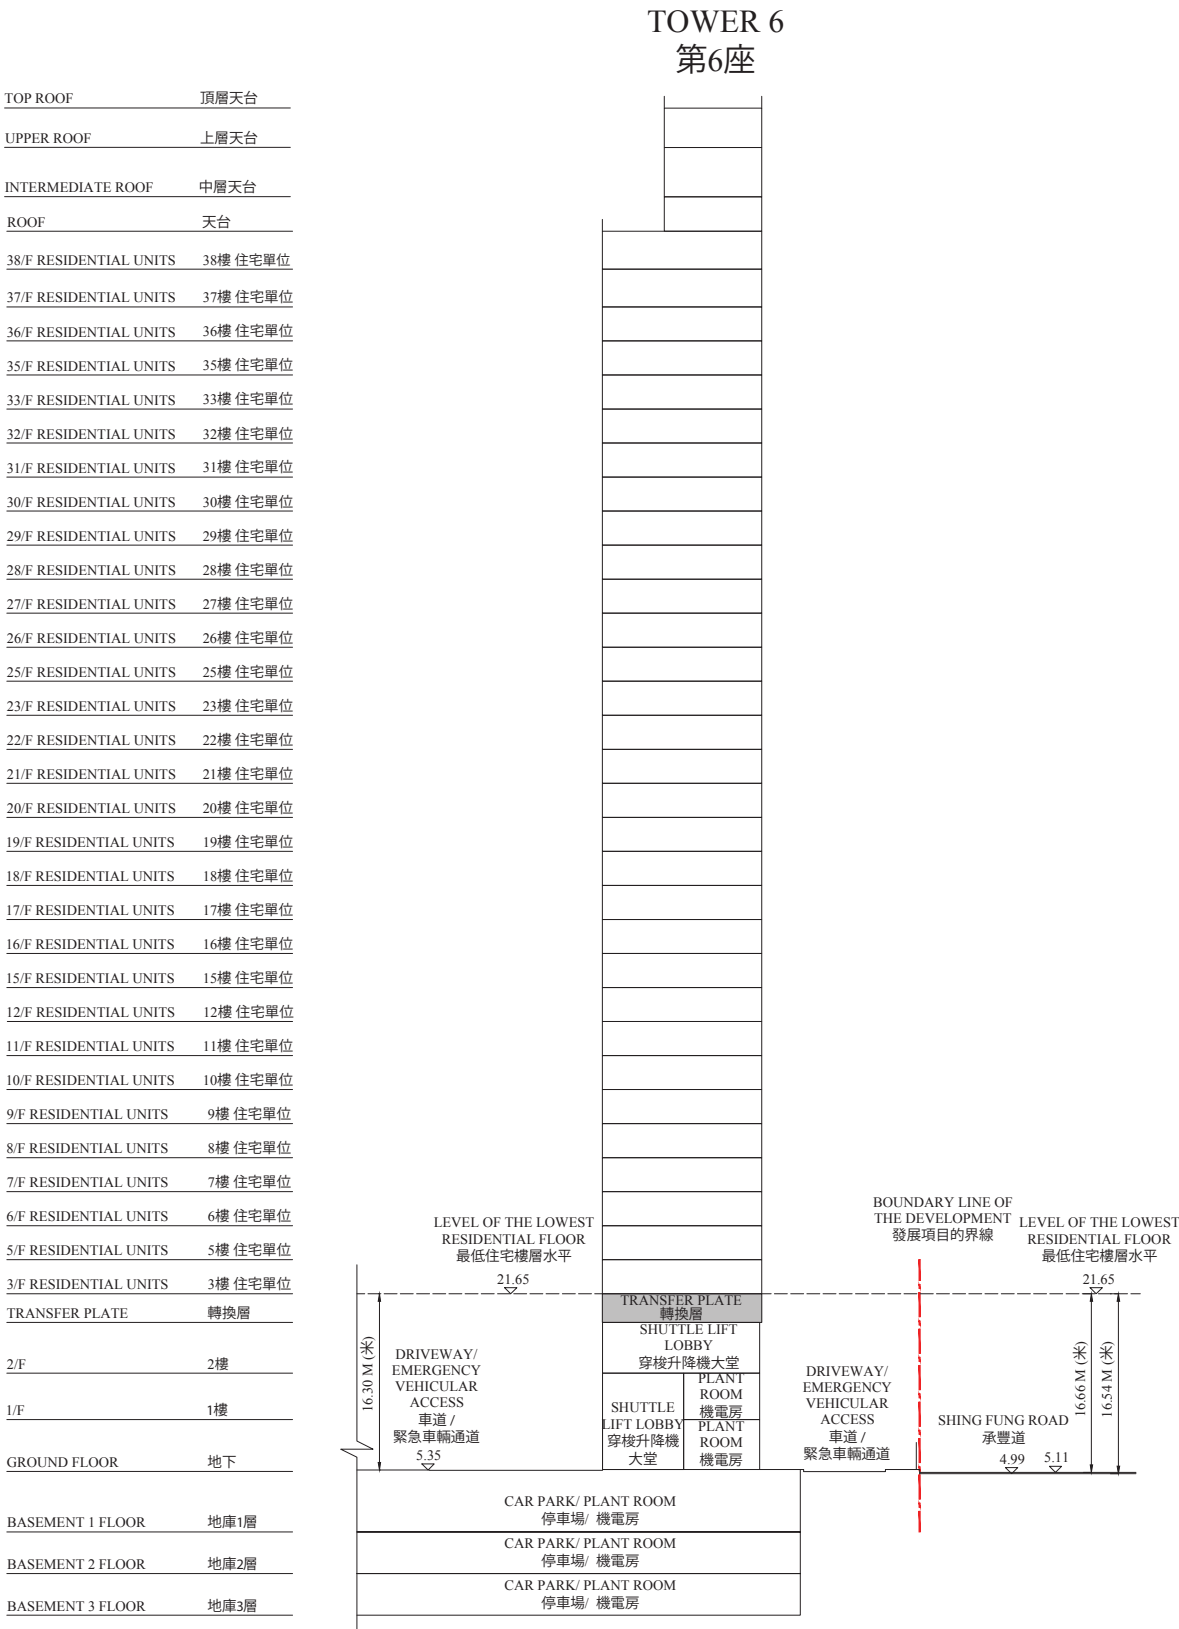 TOWER 6
第6座
TOP ROOF 頂層天台
UPPER ROOF 上層天台
INTERMEDIATE ROOF 中層天台
ROOF 天台
38/F RESIDENTIAL UNITS 38樓 住宅單位
37/F RESIDENTIAL UNITS 37樓 住宅單位
36/F RESIDENTIAL UNITS 36樓 住宅單位
35/F RESIDENTIAL UNITS 35樓 住宅單位
33/F RESIDENTIAL UNITS 33樓 住宅單位
32/F RESIDENTIAL UNITS 32樓 住宅單位
31/F RESIDENTIAL UNITS 31樓 住宅單位
30/F RESIDENTIAL UNITS 30樓 住宅單位
29/F RESIDENTIAL UNITS 29樓 住宅單位
28/F RESIDENTIAL UNITS 28樓 住宅單位
27/F RESIDENTIAL UNITS 27樓 住宅單位
26/F RESIDENTIAL UNITS 26樓 住宅單位
25/F RESIDENTIAL UNITS 25樓 住宅單位
23/F RESIDENTIAL UNITS 23樓 住宅單位
22/F RESIDENTIAL UNITS 22樓 住宅單位
21/F RESIDENTIAL UNITS 21樓 住宅單位
20/F RESIDENTIAL UNITS 20樓 住宅單位
19/F RESIDENTIAL UNITS 19樓 住宅單位
18/F RESIDENTIAL UNITS 18樓 住宅單位
17/F RESIDENTIAL UNITS 17樓 住宅單位
16/F RESIDENTIAL UNITS 16樓 住宅單位
15/F RESIDENTIAL UNITS 15樓 住宅單位
12/F RESIDENTIAL UNITS 12樓 住宅單位
11/F RESIDENTIAL UNITS 11樓 住宅單位
10/F RESIDENTIAL UNITS 10樓 住宅單位
9/F RESIDENTIAL UNITS 9樓 住宅單位
8/F RESIDENTIAL UNITS 8樓 住宅單位
7/F RESIDENTIAL UNITS 7樓 住宅單位
6/F RESIDENTIAL UNITS 6樓 住宅單位
5/F RESIDENTIAL UNITS 5樓 住宅單位
3/F RESIDENTIAL UNITS 3樓 住宅單位
TRANSFER PLATE 轉換層
2/F 2樓
1/F 1樓
GROUND FLOOR 地下
BASEMENT 1 FLOOR 地庫1層
BASEMENT 2 FLOOR 地庫2層
BASEMENT 3 FLOOR 地庫3層
LEVEL OF THE LOWEST
RESIDENTIAL FLOOR
最低住宅樓層水平
21.65
16.30 M (米)
DRIVEWAY/
EMERGENCY
VEHICULAR
ACCESS
車道 /
緊急車輛通道
5.35
TRANSFER PLATE
轉換層
SHUTTLE LIFT
LOBBY
穿梭升降機大堂
SHUTTLE
LIFT LOBBY
穿梭升降機
大堂
PLANT
ROOM
機電房
PLANT
ROOM
機電房
DRIVEWAY/
EMERGENCY
VEHICULAR
ACCESS
車道 /
緊急車輛通道
BOUNDARY LINE OF
THE DEVELOPMENT
發展項目的界線
LEVEL OF THE LOWEST
RESIDENTIAL FLOOR
最低住宅樓層水平
21.65
16.66 M (米)
16.54 M (米)
SHING FUNG ROAD
承豐道
4.99 5.11
CAR PARK/ PLANT ROOM
停車場/ 機電房
CAR PARK/ PLANT ROOM
停車場/ 機電房
CAR PARK/ PLANT ROOM
停車場/ 機電房